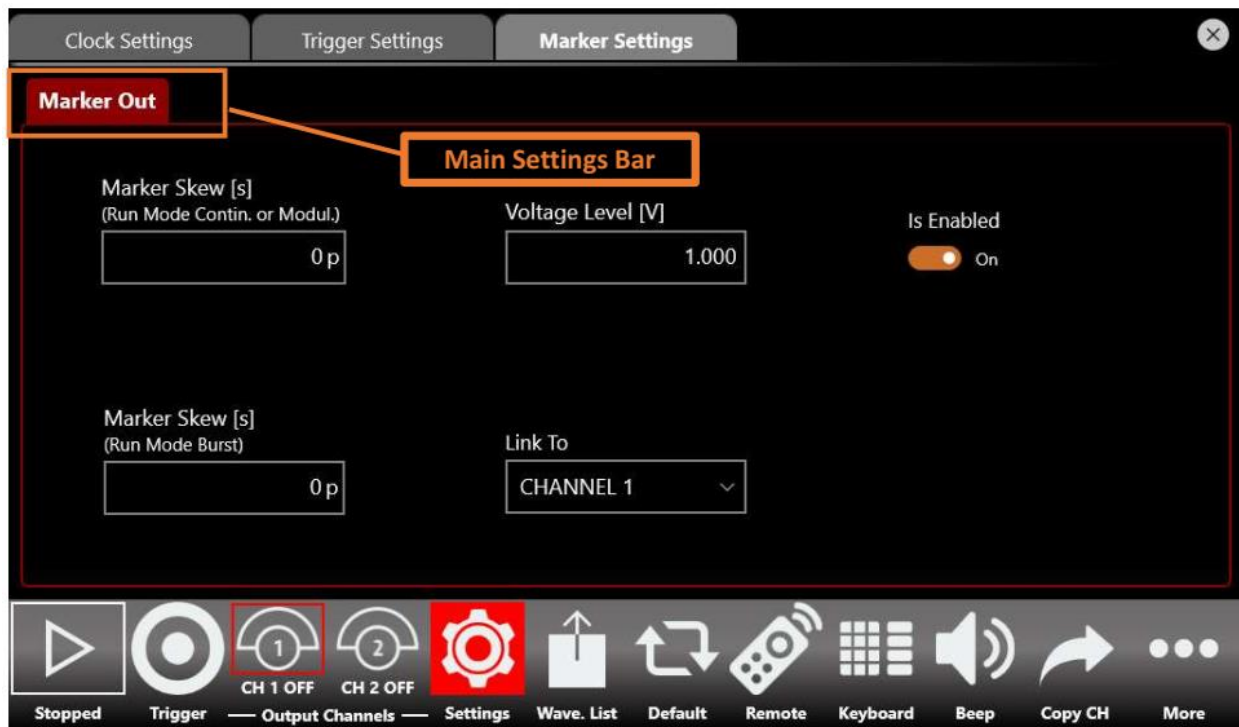 Clock Settings
Trigger Settings
Marker Settings
Marker Out
Main Settings Bar
Marker Skew [s]
(Run Mode Contin. or Modul.)
0 p
Voltage Level [V]
1.000
Is Enabled
On
Marker Skew [s]
(Run Mode Burst)
0 p
Link To
CHANNEL 1
1
2
CH 1 OFF
CH 2 OFF
Stopped
Trigger
Output Channels
Settings
Wave. List
Default
Remote
Keyboard
Beep
Copy CH
More